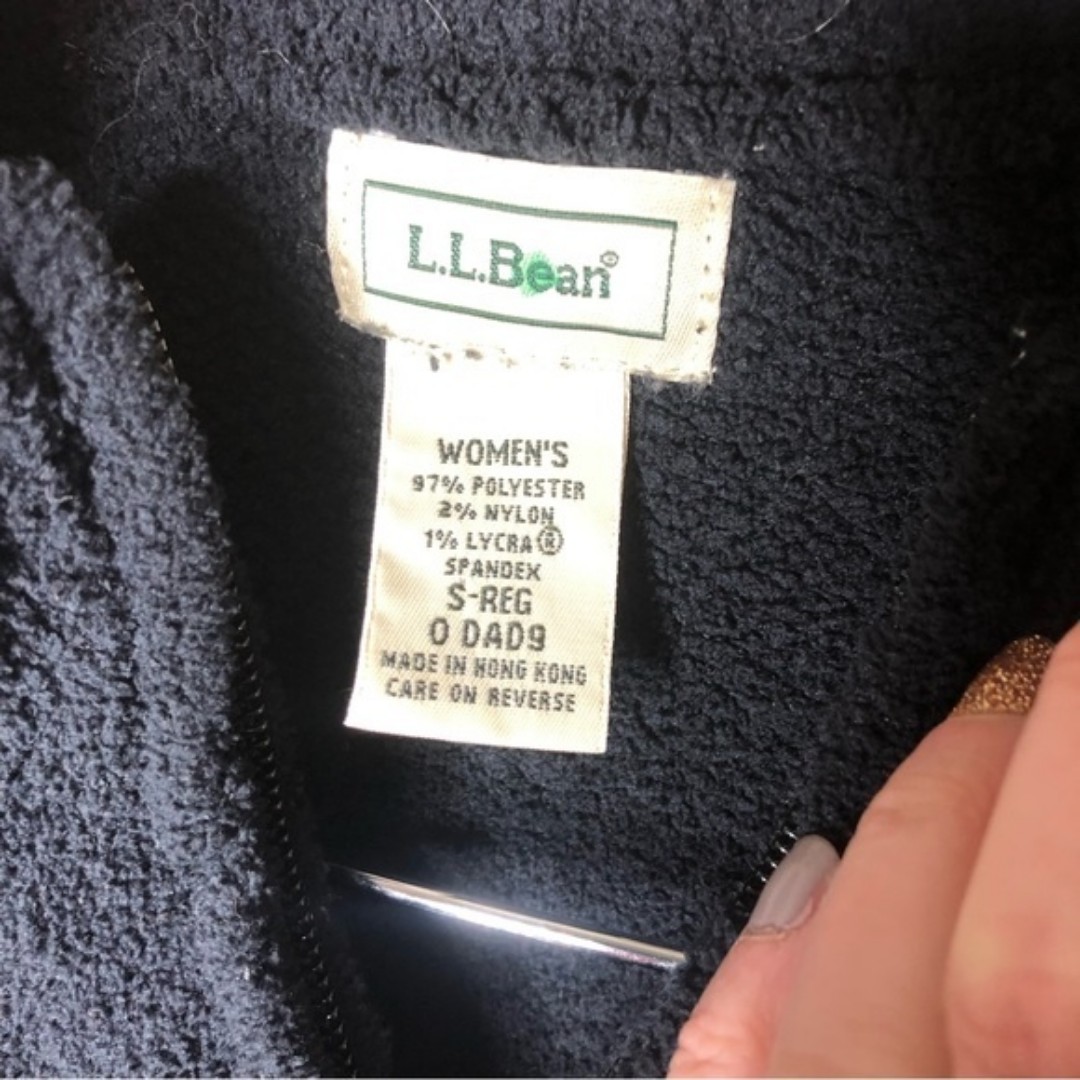 L.L.Bean®
WOMEN'S
97% POLYESTER
2% NYLON
1% LYCRA®
SPANDEX
S-REG
0 DAD9
MADE IN HONG KONG
CARE ON REVERSE